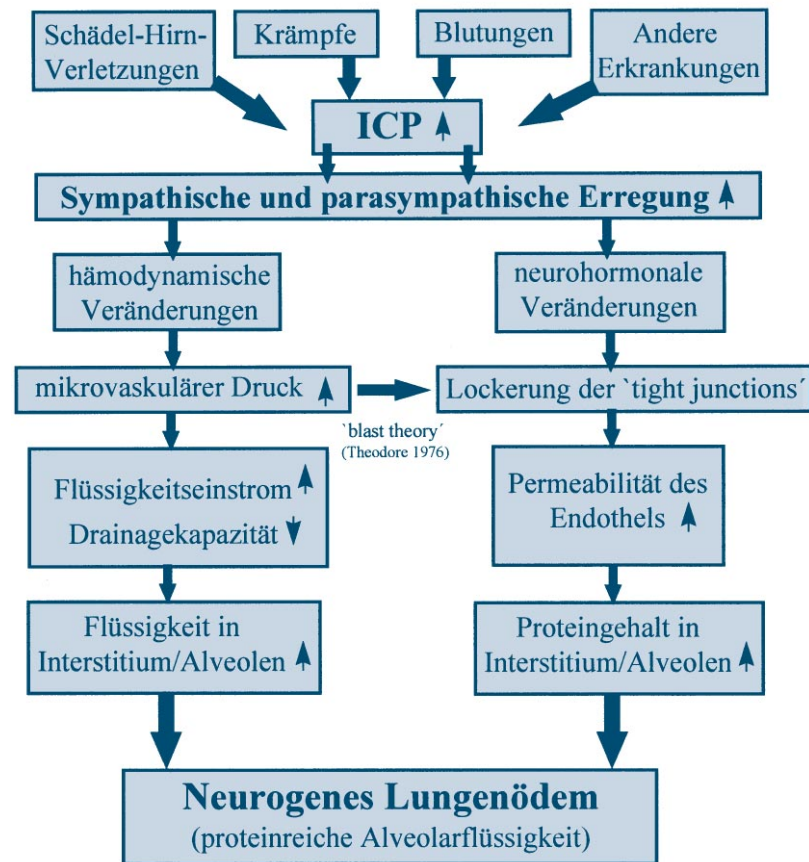 Schädel-Hirn-
Verletzungen
Krämpfe
Blutungen
Andere
Erkrankungen
ICP
Sympathische und parasympathische Erregung
hämodynamische
Veränderungen
neurohormonale
Veränderungen
mikrovaskulärer Druck
Lockerung der `tight junctions´
`blast theory´
(Theodore 1976)
Flüssigkeitseinstrom
Drainagekapazität
Permeabilität des
Endothels
Flüssigkeit in
Interstitium/Alveolen
Proteingehalt in
Interstitium/Alveolen
Neurogenes Lungenödem
(proteinreiche Alveolarflüssigkeit)